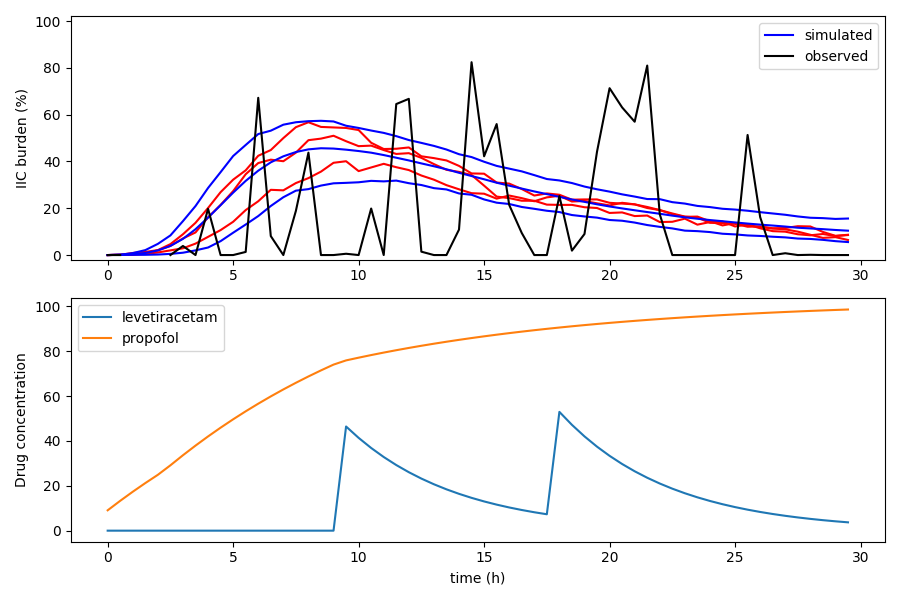 100
80
60
40
20
0
IIC burden (%)
simulated
observed
0 5 10 15 20 25 30
100
80
60
40
20
0
Drug concentration
levetiracetam
propofol
0 5 10 15 20 25 30
time (h)